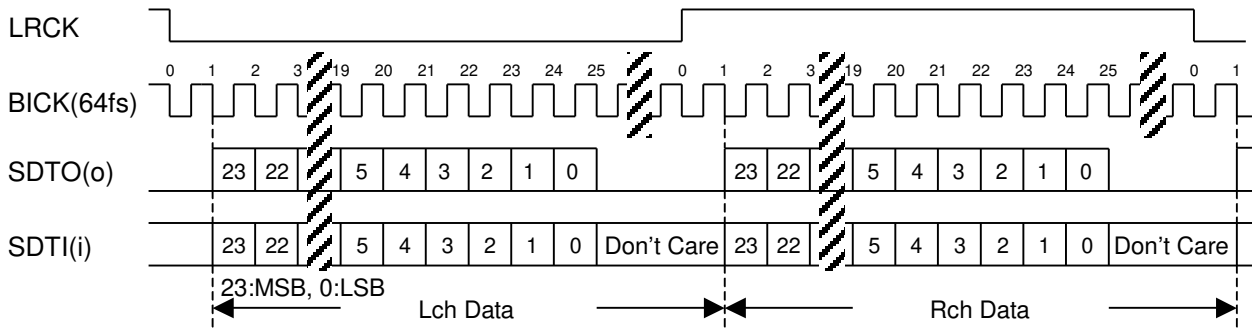 LRCK
0 1 2 3 19 20 21 22 23 24 25 0 1 2 3 19 20 21 22 23 24 25 0 1
BICK(64fs)
SDTO(o) 23 22 5 4 3 2 1 0 23 22 5 4 3 2 1 0
SDTI(i) 23 22 5 4 3 2 1 0 Don't Care 23 22 5 4 3 2 1 0 Don't Care
23:MSB, 0:LSB
Lch Data Rch Data